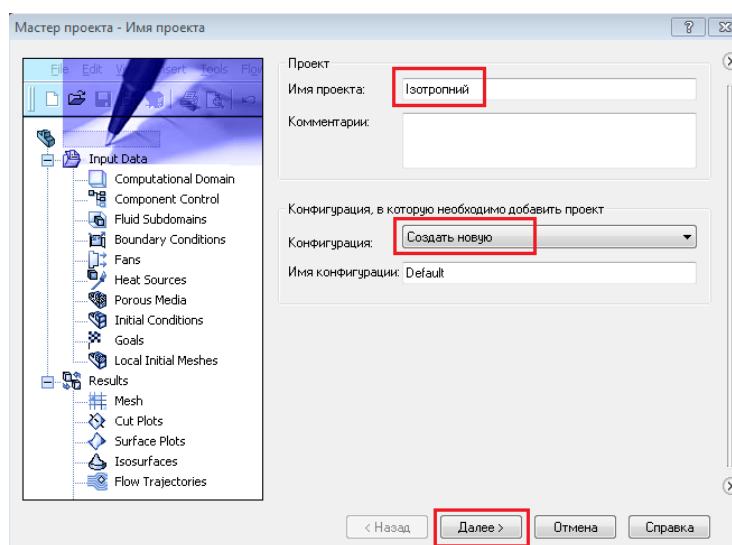 Мастер проекта - Имя проекта
File Edit View Insert Tools Flow
Input Data
Computational Domain
Component Control
Fluid Subdomains
Boundary Conditions
Fans
Heat Sources
Porous Media
Initial Conditions
Goals
Local Initial Meshes
Results
Mesh
Cut Plots
Surface Plots
Isosurfaces
Flow Trajectories
Проект
Имя проекта: Ізотропний
Комментарии:
Конфигурация, в которую необходимо добавить проект
Конфигурация: Создать новую
Имя конфигурации: Default
< Назад Далее > Отмена Справка